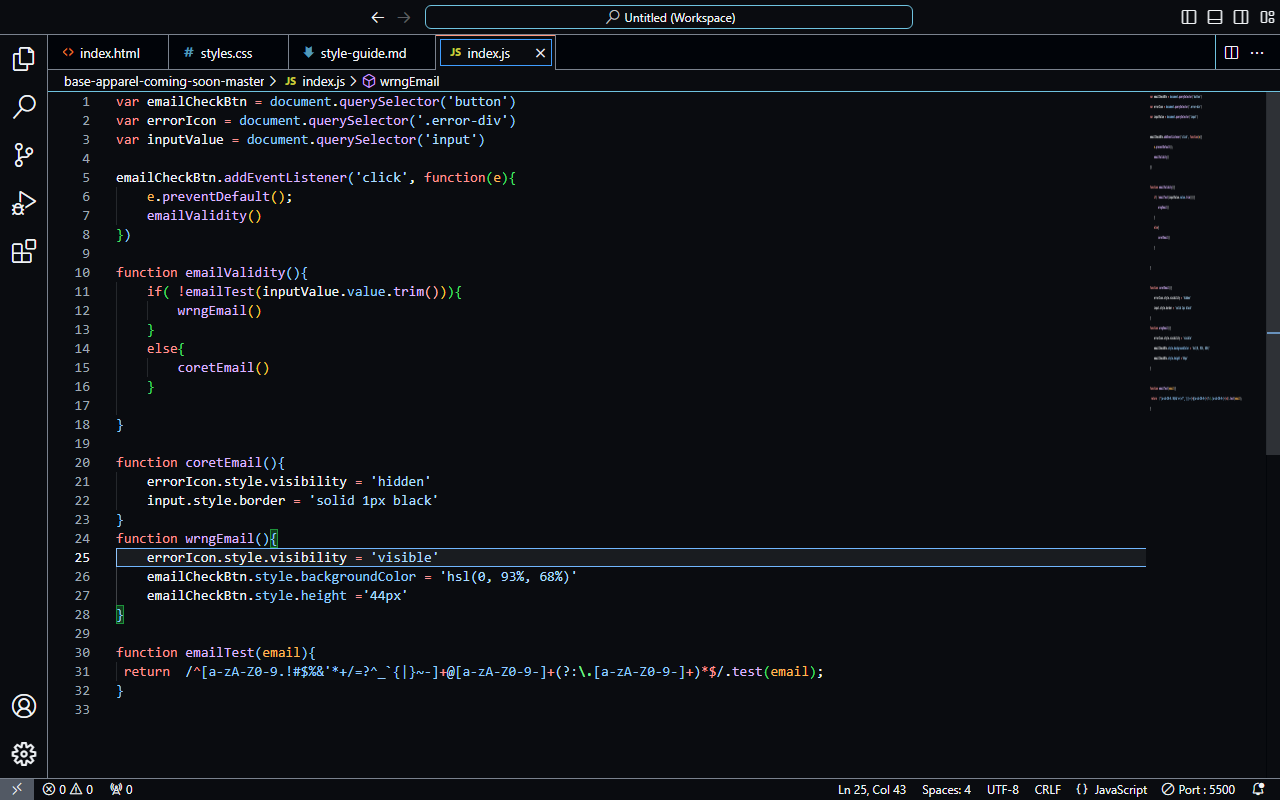 Untitled (Workspace)
index.html
styles.css
style-guide.md
JS index.js
base-apparel-coming-soon-master > JS index.js > wrngEmail
1 var emailCheckBtn = document.querySelector('button')
2 var errorIcon = document.querySelector('.error-div')
3 var inputValue = document.querySelector('input')
4
5 emailCheckBtn.addEventListener('click', function(e){
6 e.preventDefault();
7 emailValidity()
8 })
9
10 function emailValidity(){
11 if( !emailTest(inputValue.value.trim())){
12 wrngEmail()
13 }
14 else{
15 coretEmail()
16 }
17
18 }
19
20 function coretEmail(){
21 errorIcon.style.visibility = 'hidden'
22 input.style.border = 'solid 1px black'
23 }
24 function wrngEmail(){
25 errorIcon.style.visibility = 'visible'
26 emailCheckBtn.style.backgroundColor = 'hsl(0, 93%, 68%)'
27 emailCheckBtn.style.height ='44px'
28 }
29
30 function emailTest(email){
31 return /^[a-zA-Z0-9.!#$%&'*+/=?^_`{|}~-]+@[a-zA-Z0-9-]+(?:\.[a-zA-Z0-9-]+)*$/.test(email);
32 }
33
0 0 0 Ln 25, Col 43 Spaces: 4 UTF-8 CRLF {} JavaScript Port : 5500